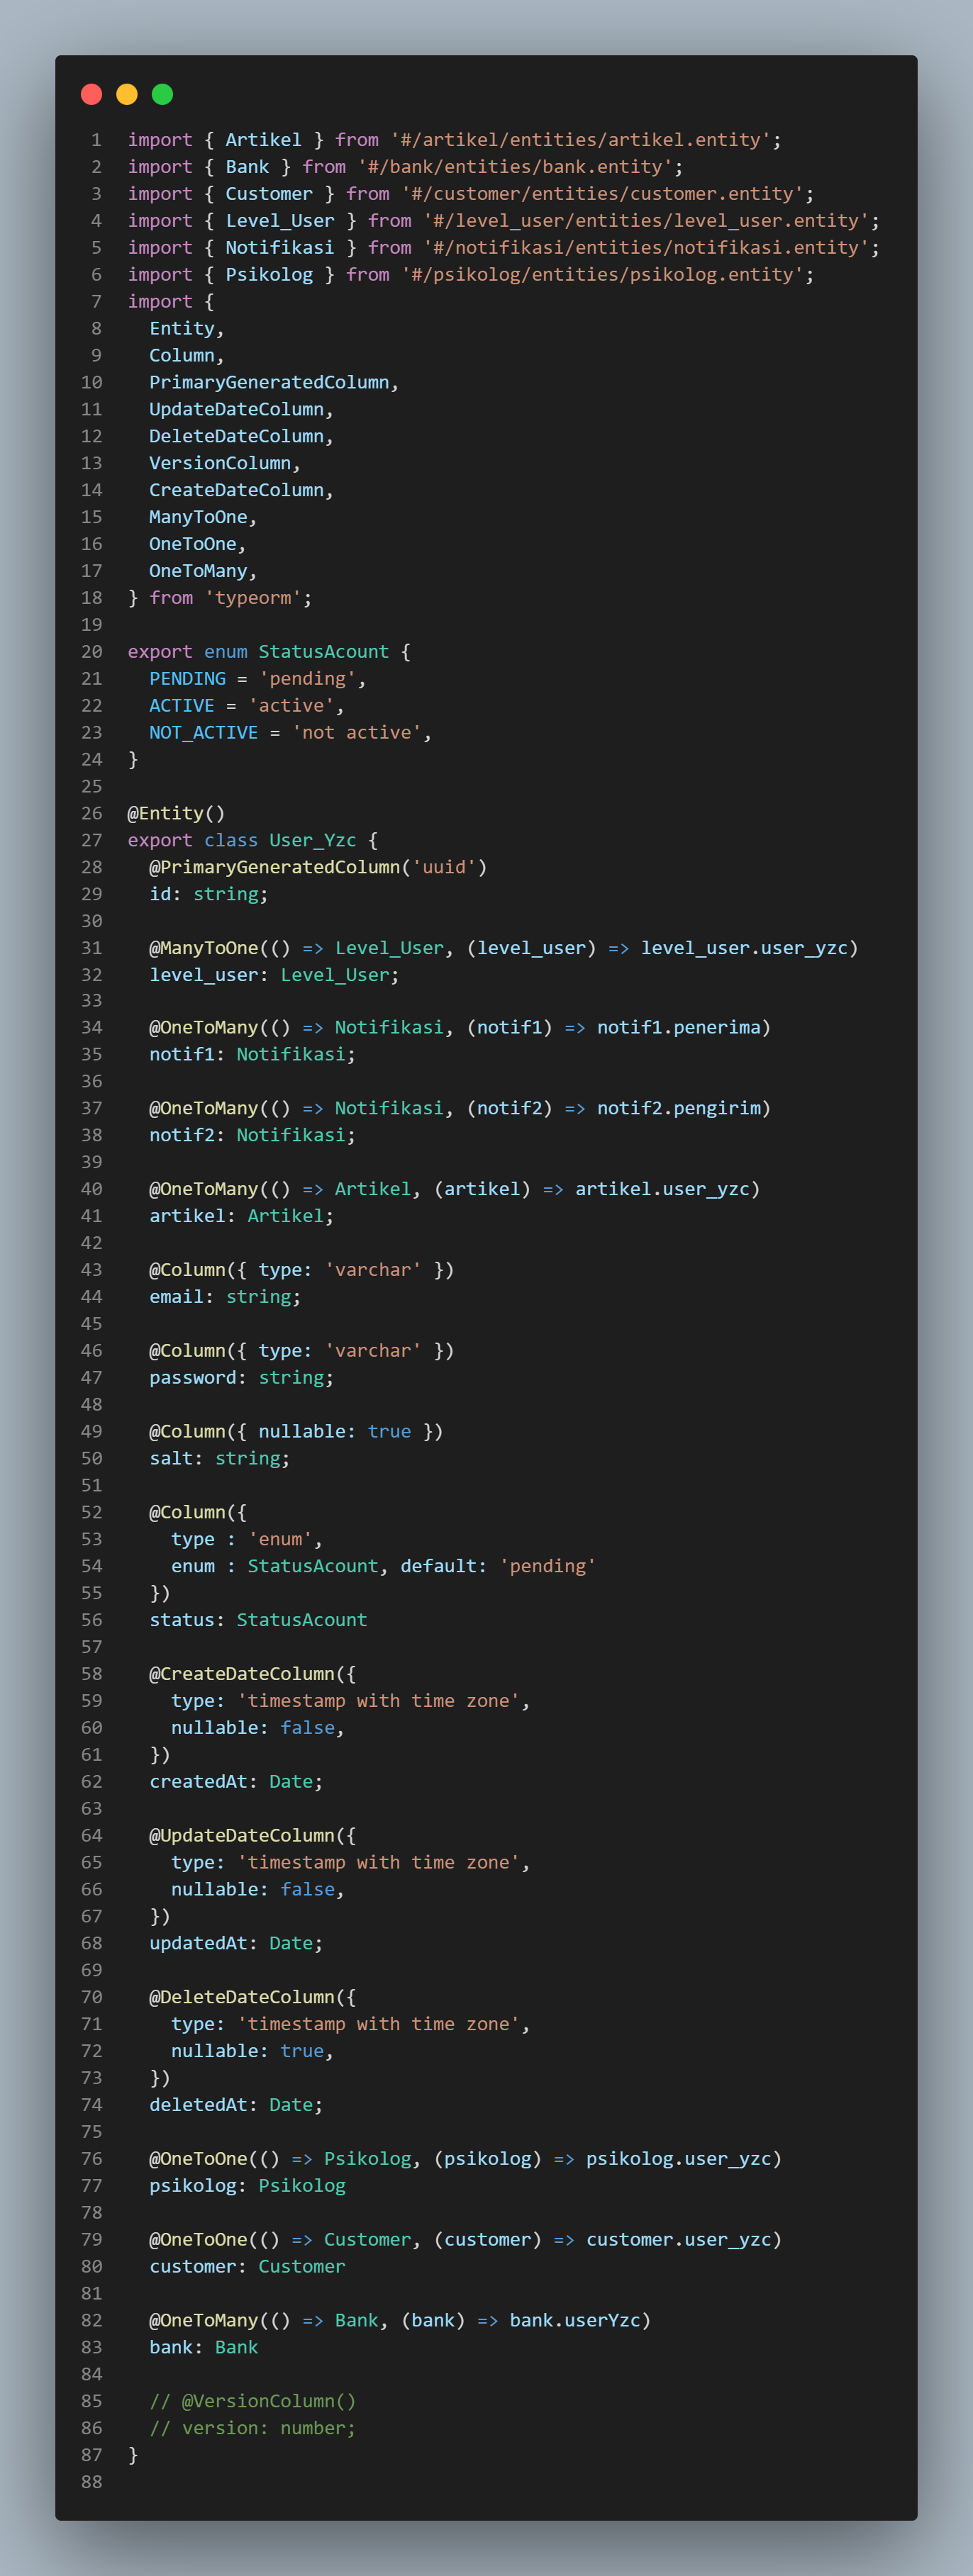 1 import { Artikel } from '#/artikel/entities/artikel.entity';
2 import { Bank } from '#/bank/entities/bank.entity';
3 import { Customer } from '#/customer/entities/customer.entity';
4 import { Level_User } from '#/level_user/entities/level_user.entity';
5 import { Notifikasi } from '#/notifikasi/entities/notifikasi.entity';
6 import { Psikolog } from '#/psikolog/entities/psikolog.entity';
7 import {
8   Entity,
9   Column,
10   PrimaryGeneratedColumn,
11   UpdateDateColumn,
12   DeleteDateColumn,
13   VersionColumn,
14   CreateDateColumn,
15   ManyToOne,
16   OneToOne,
17   OneToMany,
18 } from 'typeorm';
19
20 export enum StatusAcount {
21   PENDING = 'pending',
22   ACTIVE = 'active',
23   NOT_ACTIVE = 'not active',
24 }
25
26 @Entity()
27 export class User_Yzc {
28   @PrimaryGeneratedColumn('uuid')
29   id: string;
30
31   @ManyToOne(() => Level_User, (level_user) => level_user.user_yzc)
32   level_user: Level_User;
33
34   @OneToMany(() => Notifikasi, (notif1) => notif1.penerima)
35   notif1: Notifikasi;
36
37   @OneToMany(() => Notifikasi, (notif2) => notif2.pengirim)
38   notif2: Notifikasi;
39
40   @OneToMany(() => Artikel, (artikel) => artikel.user_yzc)
41   artikel: Artikel;
42
43   @Column({ type: 'varchar' })
44   email: string;
45
46   @Column({ type: 'varchar' })
47   password: string;
48
49   @Column({ nullable: true })
50   salt: string;
51
52   @Column({
53     type : 'enum',
54     enum : StatusAcount, default: 'pending'
55   })
56   status: StatusAcount
57
58   @CreateDateColumn({
59     type: 'timestamp with time zone',
60     nullable: false,
61   })
62   createdAt: Date;
63
64   @UpdateDateColumn({
65     type: 'timestamp with time zone',
66     nullable: false,
67   })
68   updatedAt: Date;
69
70   @DeleteDateColumn({
71     type: 'timestamp with time zone',
72     nullable: true,
73   })
74   deletedAt: Date;
75
76   @OneToOne(() => Psikolog, (psikolog) => psikolog.user_yzc)
77   psikolog: Psikolog
78
79   @OneToOne(() => Customer, (customer) => customer.user_yzc)
80   customer: Customer
81
82   @OneToMany(() => Bank, (bank) => bank.userYzc)
83   bank: Bank
84
85   // @VersionColumn()
86   // version: number;
87 }
88